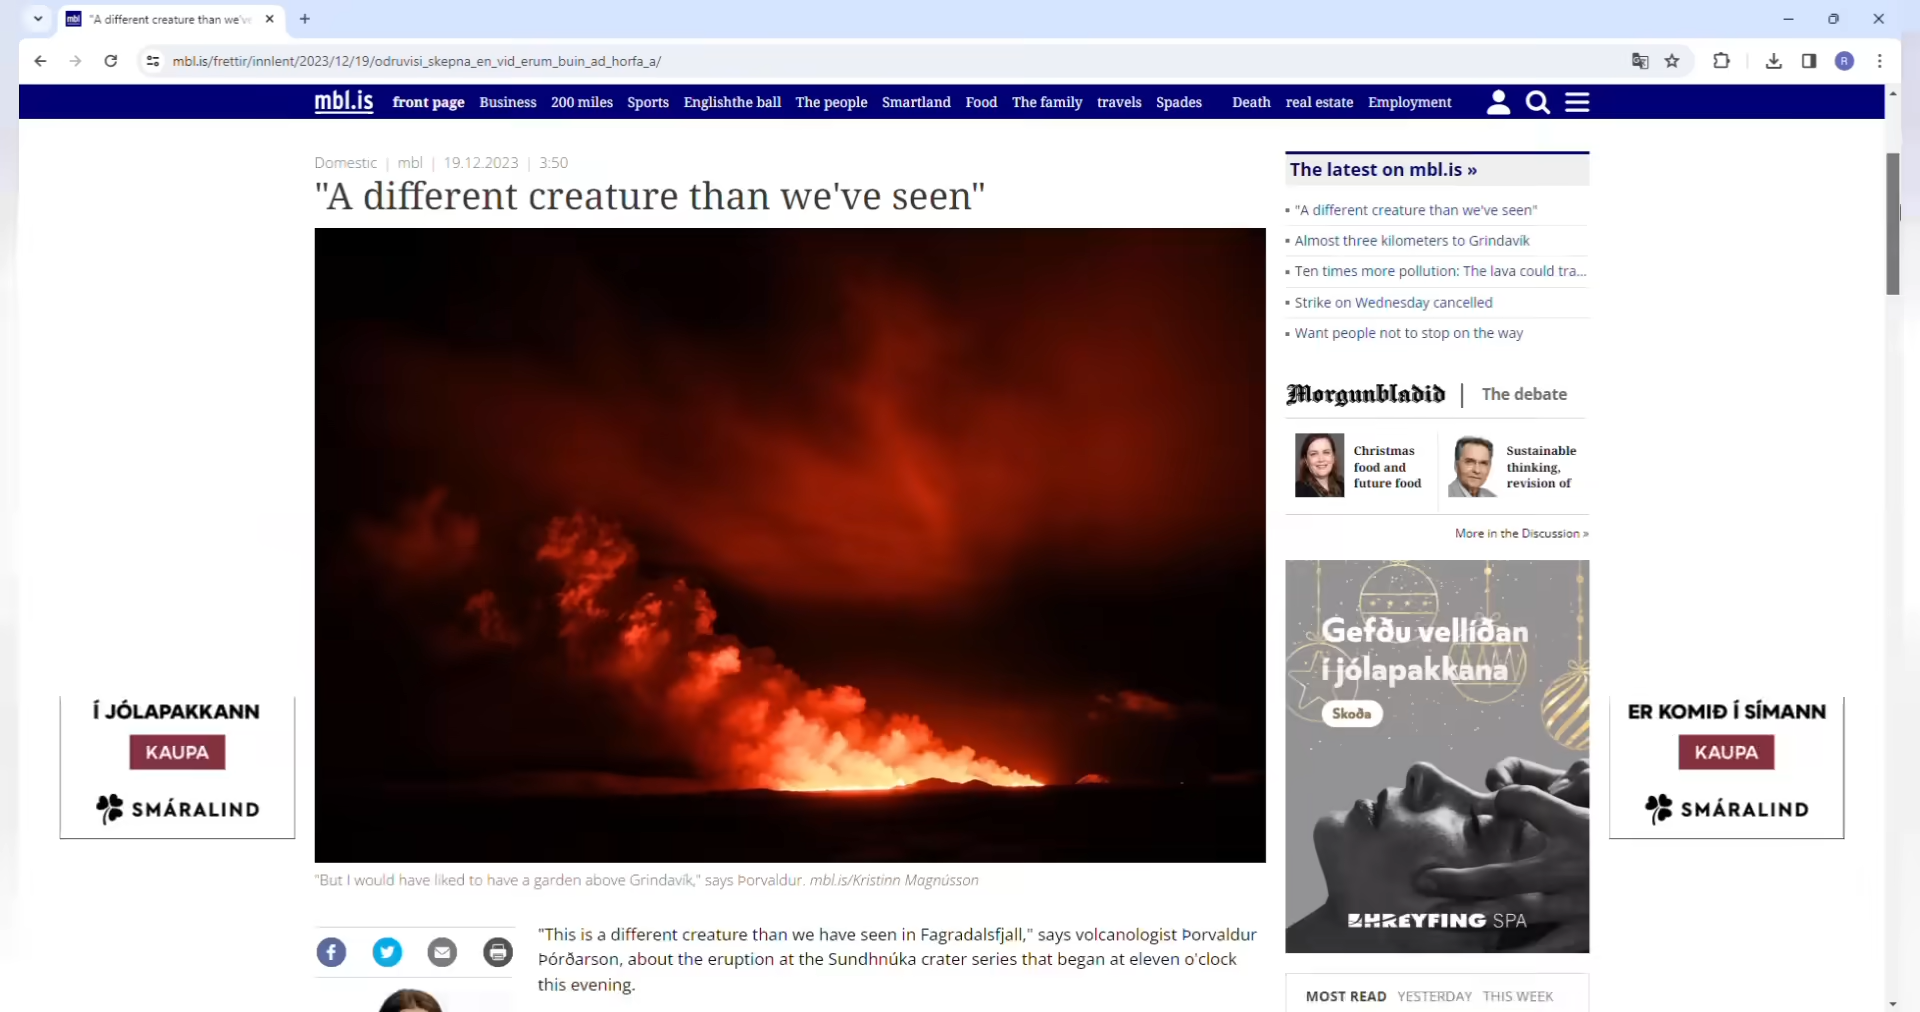 "A different creature than we'v
mbl.is/frettir/innlent/2023/12/19/odruvisi_skepna_en_vid_erum_buin_ad_horfa_a/
R
mbl.is front page Business 200 miles Sports Englishthe ball The people Smartland Food The family travels Spades Death real estate Employment
Domestic | mbl | 19.12.2023 | 3:50
"A different creature than we've seen"
The latest on mbl.is »
"A different creature than we've seen"
Almost three kilometers to Grindavík
Ten times more pollution: The lava could tra...
Strike on Wednesday cancelled
Want people not to stop on the way
Morgunblaðið | The debate
Christmas
food and
future food
Sustainable
thinking,
revision of
More in the Discussion »
Gefðu vellíðan
í jólapakkana
Skoða
HREYFING SPA
Í JÓLAPAKKANN
KAUPA
SMÁRALIND
ER KOMIÐ Í SÍMANN
KAUPA
SMÁRALIND
"But I would have liked to have a garden above Grindavík," says Þorvaldur. mbl.is/Kristinn Magnússon
"This is a different creature than we have seen in Fagradalsfjall," says volcanologist Þorvaldur
Þórðarson, about the eruption at the Sundhnúka crater series that began at eleven o'clock
this evening.
MOST READ YESTERDAY THIS WEEK